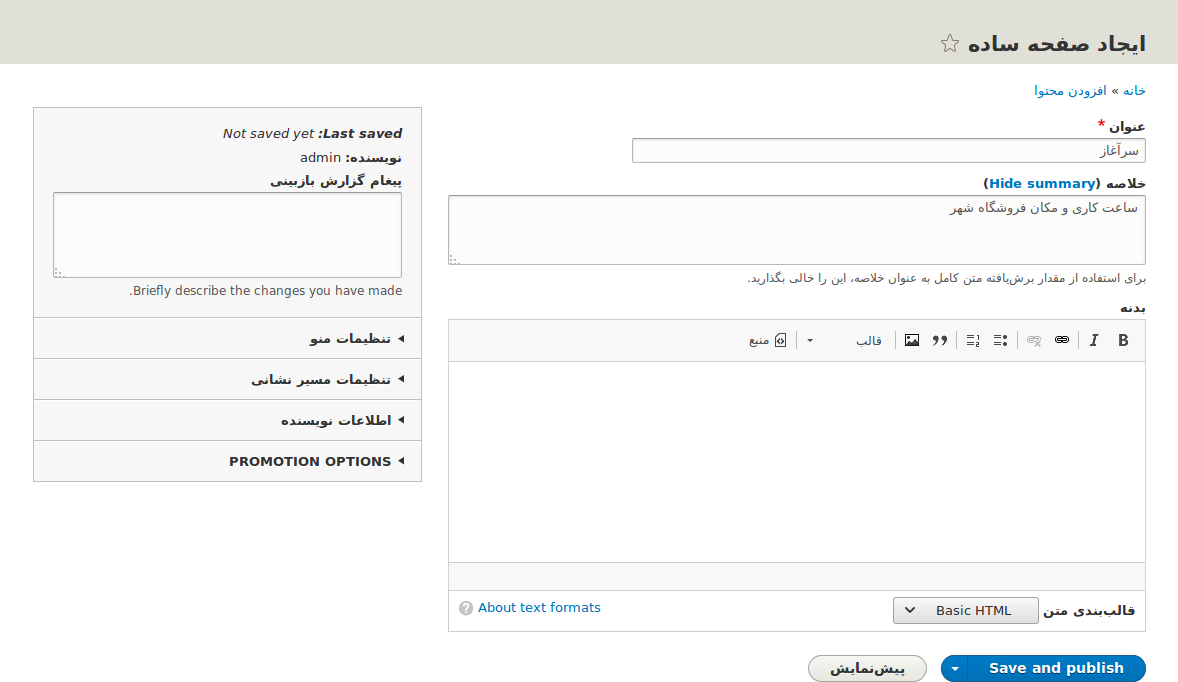 ایجاد صفحه ساده
خانه » افزودن محتوا
عنوان *
سرآغاز
خلاصه (Hide summary)
ساعت کاری و مکان فروشگاه شهر
برای استفاده از مقدار برش‌یافته متن کامل به عنوان خلاصه، این را خالی بگذارید.
بدنه
B I قالب منبع
قالب‌بندی متن Basic HTML
About text formats ?
Save and publish
پیش‌نمایش
Last saved: Not saved yet
نویسنده: admin
پیغام گزارش بازبینی
Briefly describe the changes you have made.
تنظیمات منو
تنظیمات مسیر نشانی
اطلاعات نویسنده
PROMOTION OPTIONS